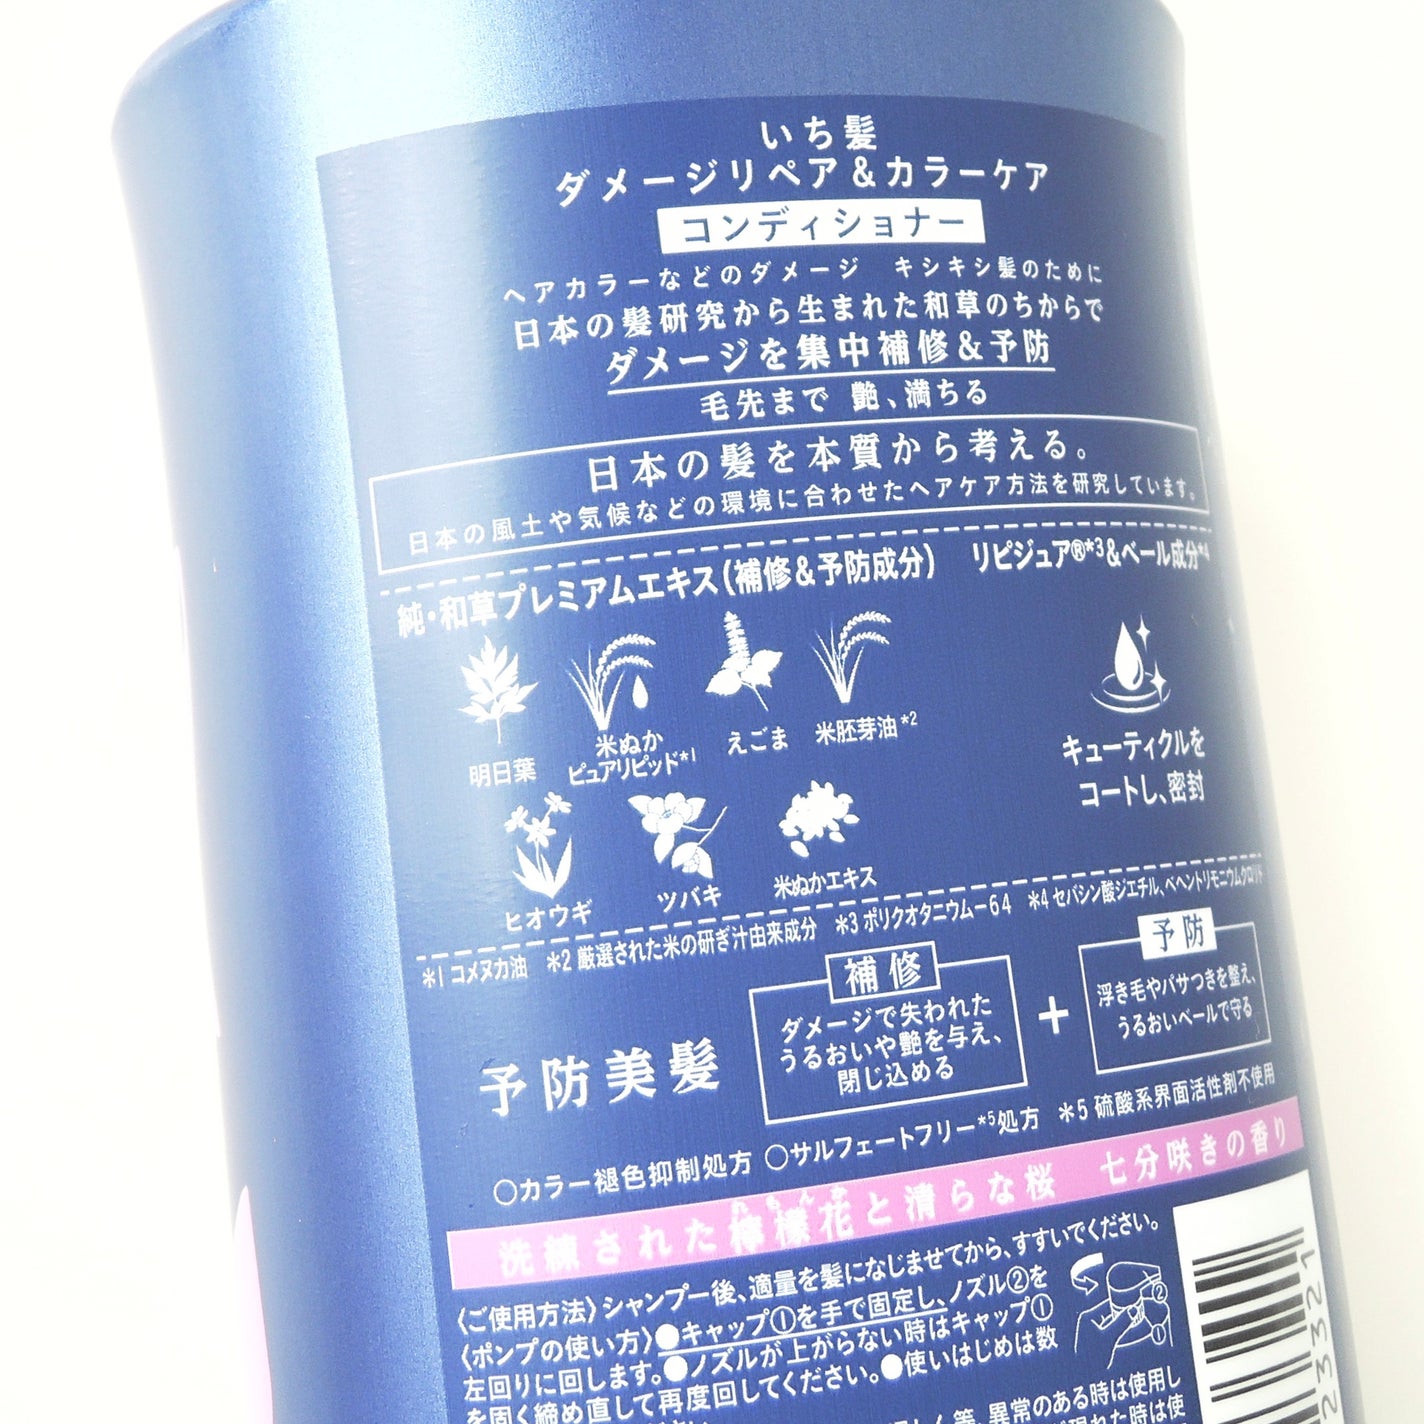 いち髪
ダメージリペア&カラーケア
コンディショナー
ヘアカラーなどのダメージ キシキシ髪のために
日本の髪研究から生まれた和草のちからで
ダメージを集中補修&予防
毛先まで 艶、満ちる
日本の髪を本質から考える。
日本の風土や気候などの環境に合わせたヘアケア方法を研究しています。
純・和草プレミアムエキス(補修&予防成分) リピジュア®*3&ベール成分*4
明日葉
米ぬか
ピュアリピッド*1
えごま
米胚芽油*2
ヒオウギ
ツバキ
米ぬかエキス
キューティクルを
コートし、密封
*1 コメヌカ油 *2 厳選された米の研ぎ汁由来成分 *3 ポリクオタニウム-64 *4 セバシン酸ジエチル、ベヘントリモニウムクロリド
予防美髪
補修
ダメージで失われた
うるおいや艶を与え、
閉じ込める
+
予防
浮き毛やパサつきを整え、
うるおいベールで守る
○カラー褪色抑制処方 ○サルフェートフリー*5処方 *5 硫酸系界面活性剤不使用
洗練された檸檬花と清らな桜 七分咲きの香り
〈ご使用方法〉シャンプー後、適量を髪になじませてから、すすいでください。
〈ポンプの使い方〉●キャップ①を手で固定し、ノズル②を
左回りに回します。●ノズルが上がらない時はキャップ①
を固く締め直して再度回してください。●使いはじめは数
② ①
異常のある時は使用し
現れた時は使
233321